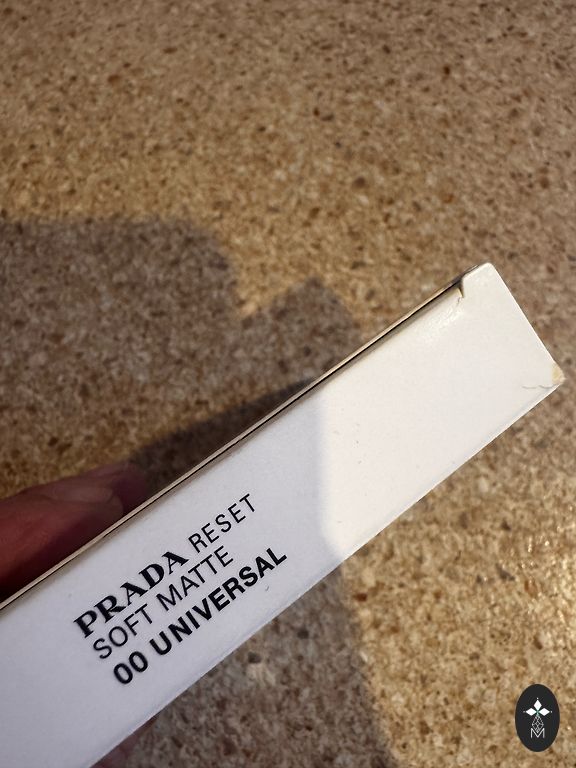 PRADA RESET
SOFT MATTE
00 UNIVERSAL
M